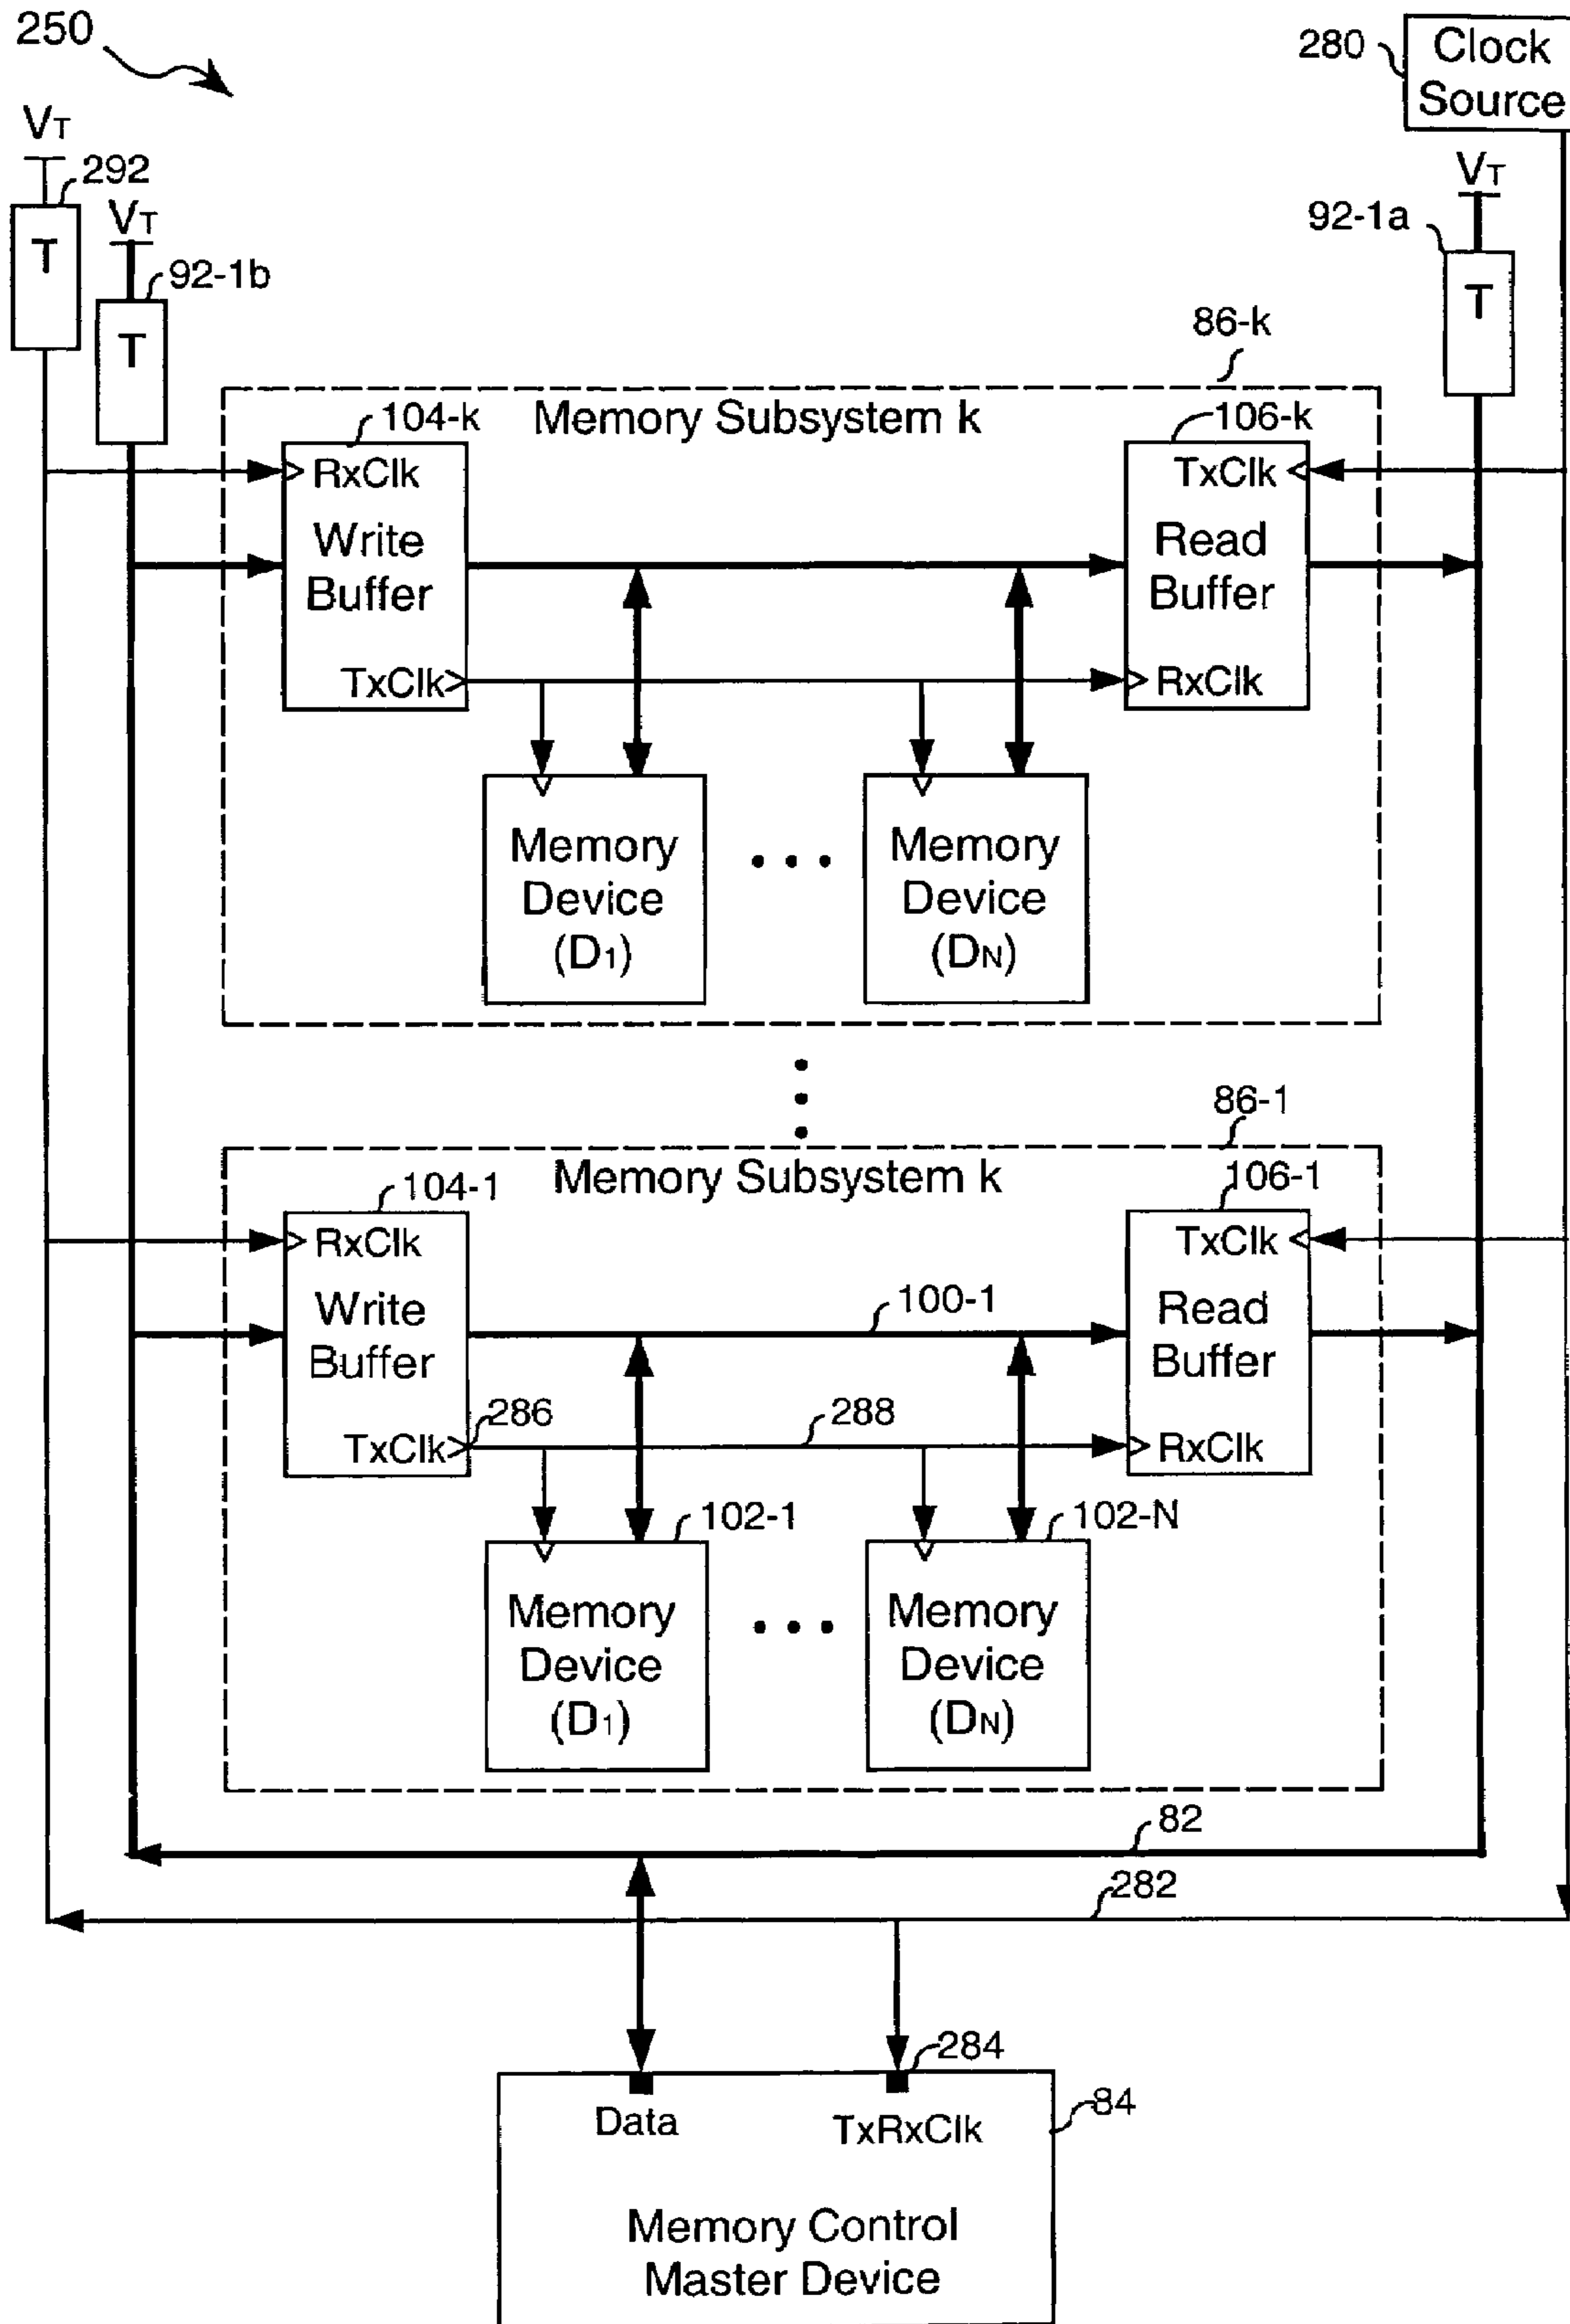 250
280
Clock
Source
VT
292
T
VT
92-1b
T
VT
92-1a
T
86-k
Memory Subsystem k
104-k
RxClk
Write
Buffer
TxClk
106-k
TxClk
Read
Buffer
RxClk
Memory
Device
(D1)
• • •
Memory
Device
(DN)
86-1
Memory Subsystem k
104-1
RxClk
Write
Buffer
TxClk
286
100-1
288
106-1
TxClk
Read
Buffer
RxClk
102-1
Memory
Device
(D1)
• • •
102-N
Memory
Device
(DN)
82
282
284
84
Data
TxRxClk
Memory Control
Master Device